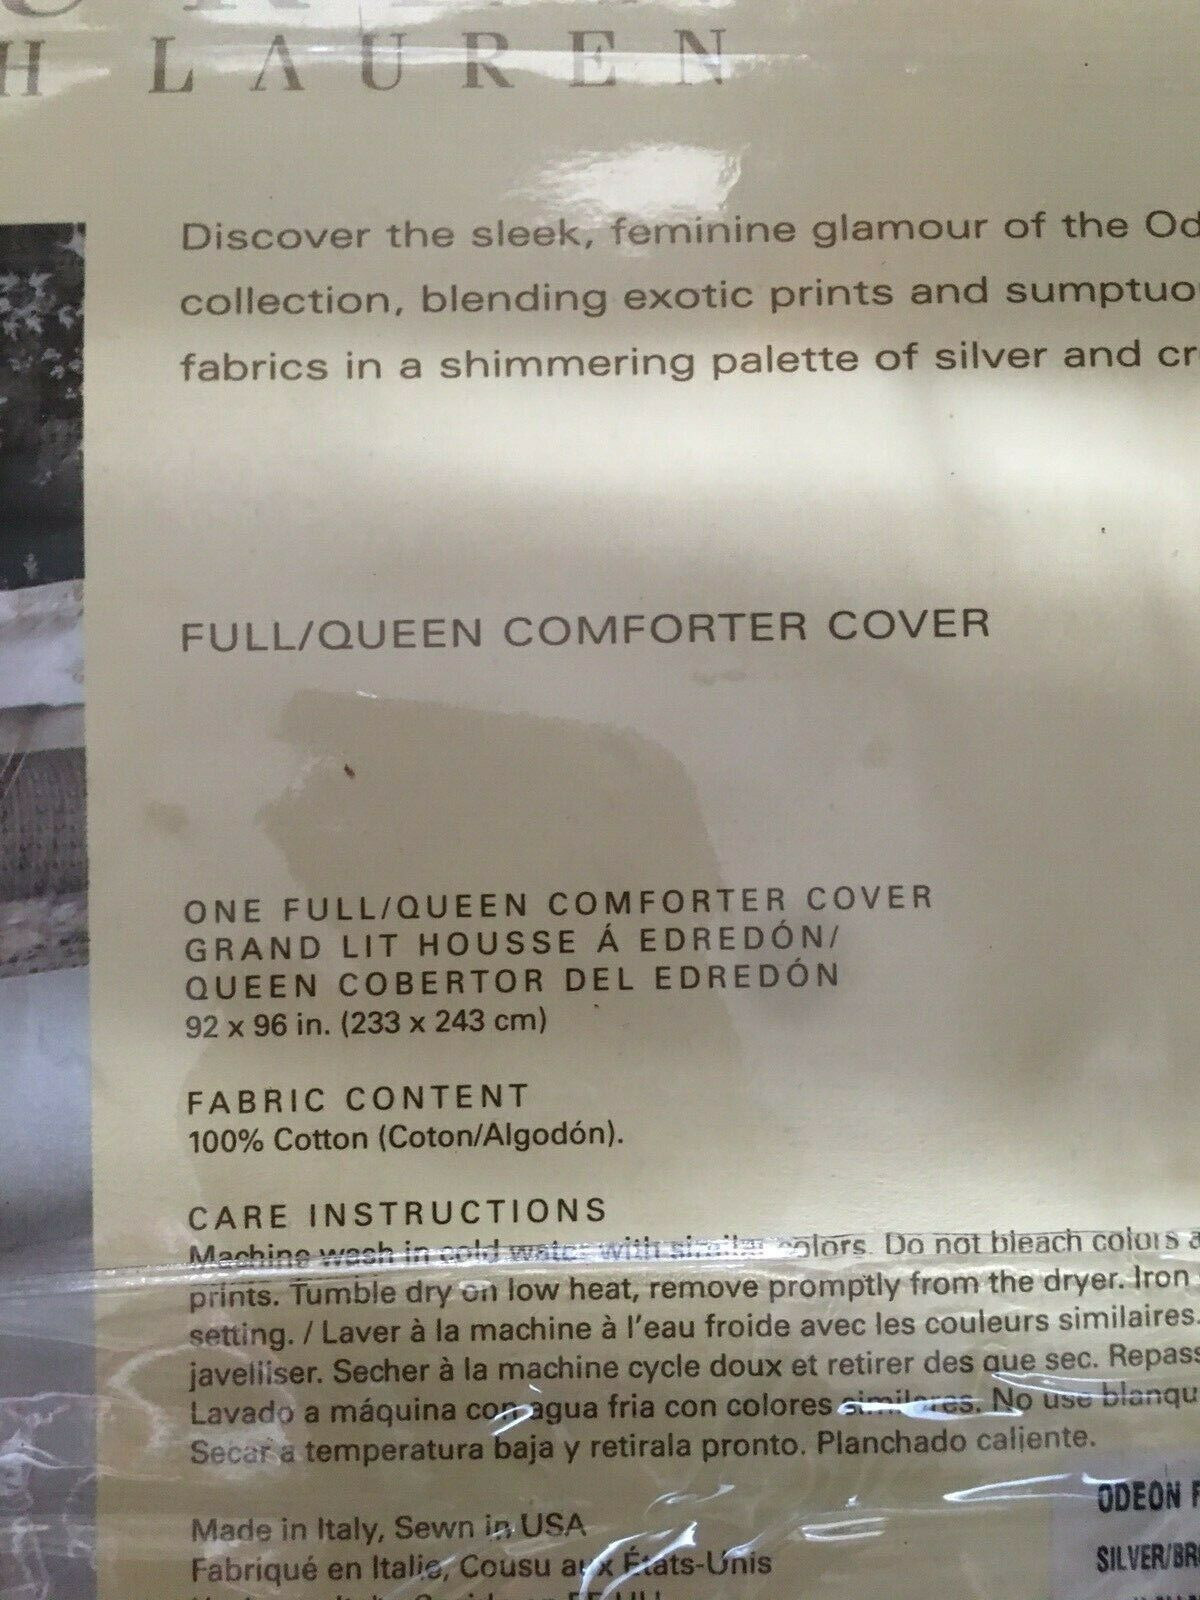 H LAUREN
Discover the sleek, feminine glamour of the Od
collection, blending exotic prints and sumptuo
fabrics in a shimmering palette of silver and cr
FULL/QUEEN COMFORTER COVER
ONE FULL/QUEEN COMFORTER COVER
GRAND LIT HOUSSE Á EDREDÓN/
QUEEN COBERTOR DEL EDREDÓN
92 x 96 in. (233 x 243 cm)
FABRIC CONTENT
100% Cotton (Coton/Algodón).
CARE INSTRUCTIONS
Machine wash in cold water with similar colors. Do not bleach colors a
prints. Tumble dry on low heat, remove promptly from the dryer. Iron
setting. / Laver à la machine à l'eau froide avec les couleurs similaires.
javelliser. Secher à la machine cycle doux et retirer des que sec. Repass
Lavado a máquina con agua fria con colores similares. No use blanqu
Secar a temperatura baja y retirala pronto. Planchado caliente.
ODEON F
Made in Italy, Sewn in USA
SILVER/BR
Fabriqué en Italie, Cousu aux États-Unis